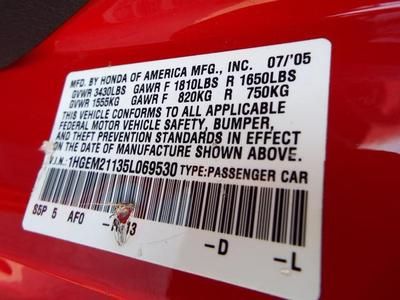 MFD. BY HONDA OF AMERICA MFG., INC. 07/'05
GVWR 3430LBS GAWR F 1810LBS R 1650LBS
GVWR 1555KG GAWR F 820KG R 750KG
THIS VEHICLE CONFORMS TO ALL APPLICABLE
FEDERAL MOTOR VEHICLE SAFETY, BUMPER,
AND THEFT PREVENTION STANDARDS IN EFFECT
ON THE DATE OF MANUFACTURE SHOWN ABOVE.
V.I.N.: 1HGEM21135L069530 TYPE: PASSENGER CAR
S5P 5 AF0 -D -L